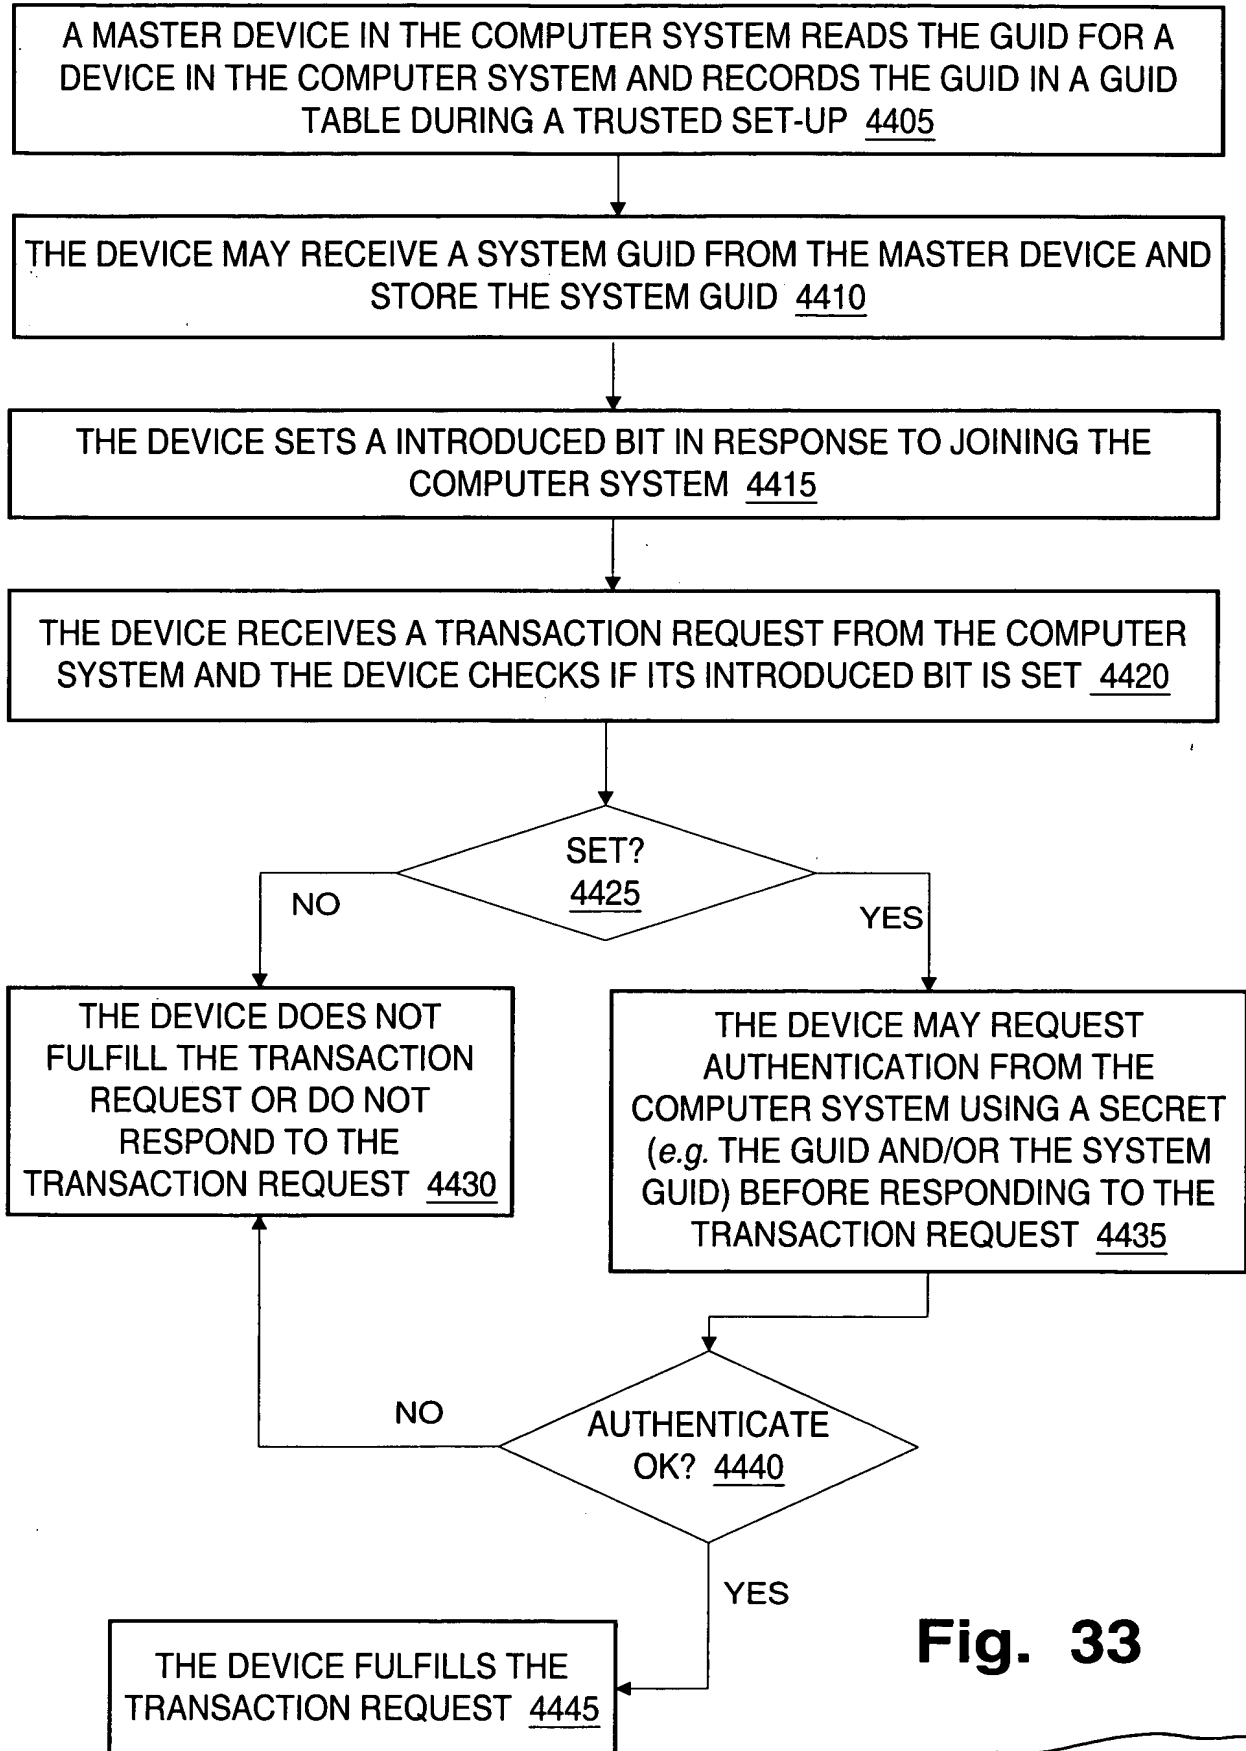 A MASTER DEVICE IN THE COMPUTER SYSTEM READS THE GUID FOR A
DEVICE IN THE COMPUTER SYSTEM AND RECORDS THE GUID IN A GUID
TABLE DURING A TRUSTED SET-UP 4405
THE DEVICE MAY RECEIVE A SYSTEM GUID FROM THE MASTER DEVICE AND
STORE THE SYSTEM GUID 4410
THE DEVICE SETS A INTRODUCED BIT IN RESPONSE TO JOINING THE
COMPUTER SYSTEM 4415
THE DEVICE RECEIVES A TRANSACTION REQUEST FROM THE COMPUTER
SYSTEM AND THE DEVICE CHECKS IF ITS INTRODUCED BIT IS SET 4420
SET?
4425
NO
YES
THE DEVICE DOES NOT
FULFILL THE TRANSACTION
REQUEST OR DO NOT
RESPOND TO THE
TRANSACTION REQUEST 4430
THE DEVICE MAY REQUEST
AUTHENTICATION FROM THE
COMPUTER SYSTEM USING A SECRET
(e.g. THE GUID AND/OR THE SYSTEM
GUID) BEFORE RESPONDING TO THE
TRANSACTION REQUEST 4435
NO
AUTHENTICATE
OK? 4440
YES
THE DEVICE FULFILLS THE
TRANSACTION REQUEST 4445
Fig. 33